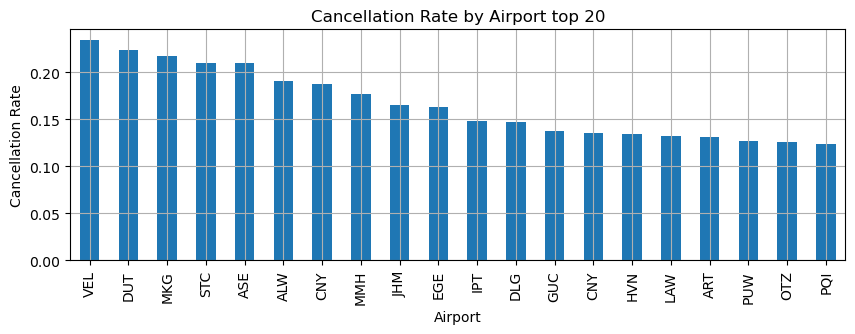 Cancellation Rate by Airport top 20
Cancellation Rate
0.20
0.15
0.10
0.05
0.00
VEL DUT MKG STC ASE ALW CNY MMH JHM EGE IPT DLG GUC CNY HVN LAW ART PUW OTZ PQI
Airport